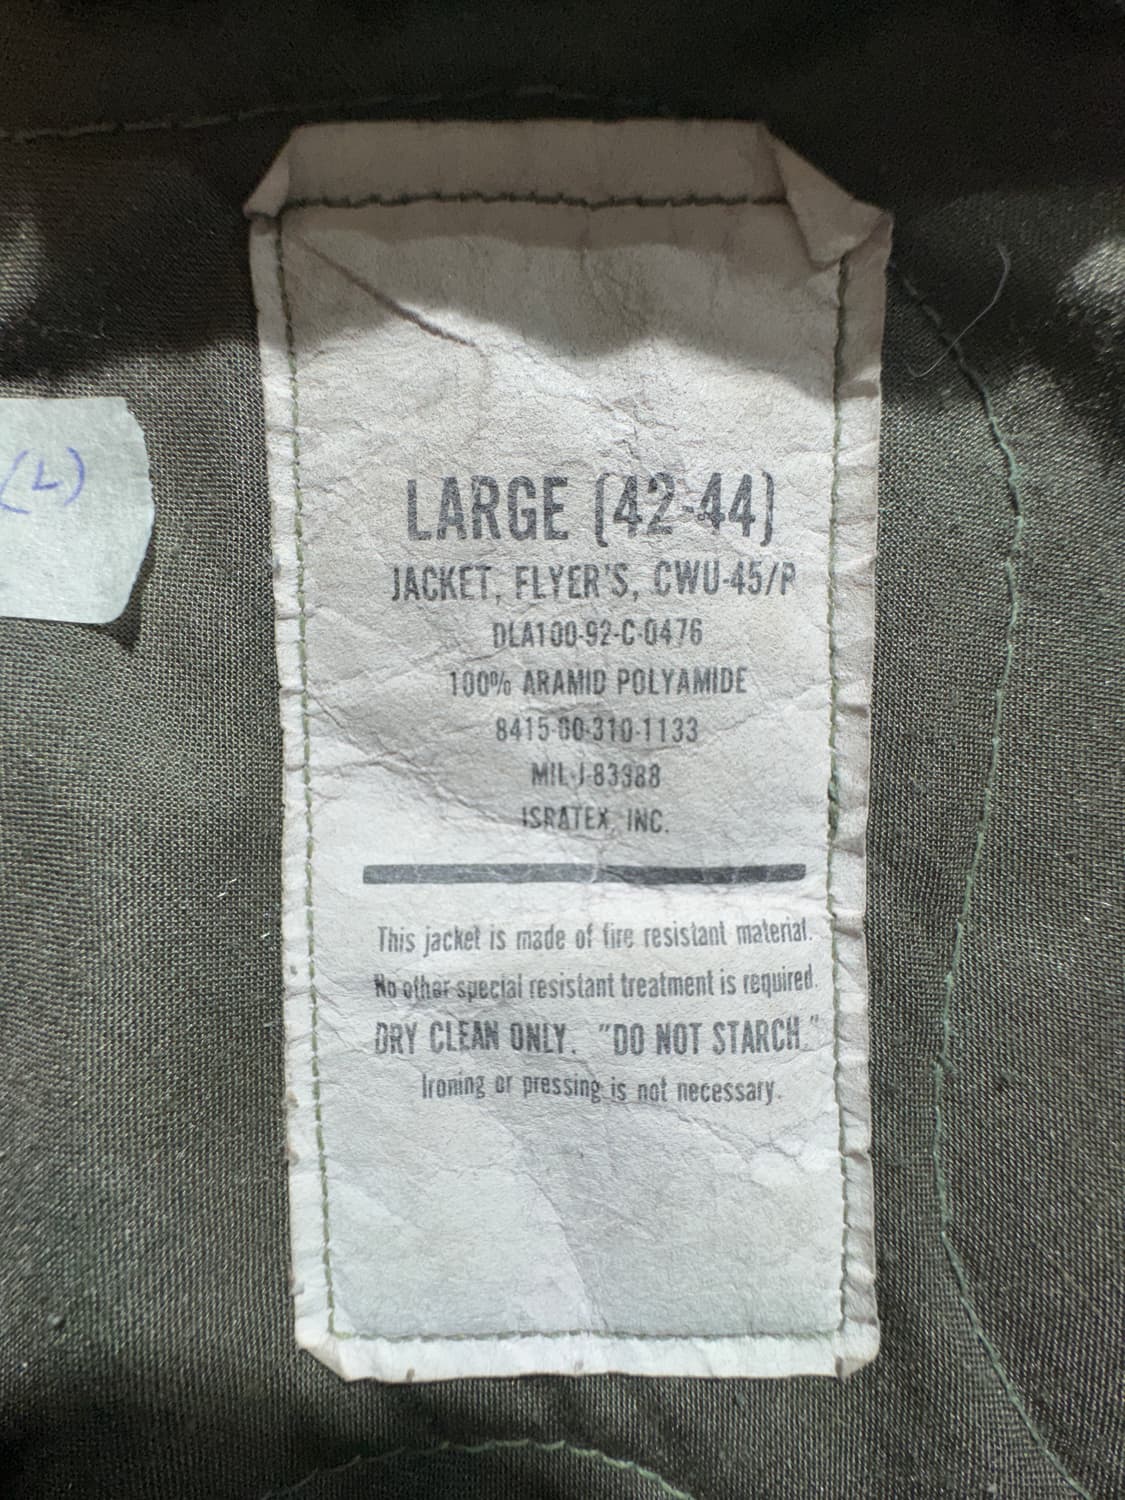 (L)
LARGE (42-44)
JACKET, FLYER'S, CWU-45/P
DLA100-92-C-0476
100% ARAMID POLYAMIDE
8415-00-310-1133
MIL-J-83388
ISRATEX, INC.
This jacket is made of fire resistant material.
No other special resistant treatment is required.
DRY CLEAN ONLY. "DO NOT STARCH."
Ironing or pressing is not necessary.